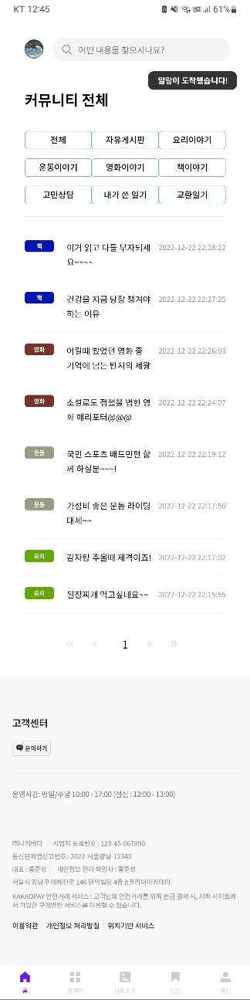 KT 12:45
61%
어떤 내용을 찾으시나요?
알람이 도착했습니다!
커뮤니티 전체
전체 자유게시판 요리이야기
운동이야기 영화이야기 책이야기
고민상담 내가 쓴 일기 교환일기
책 이거 읽고 다들 부자되세 2022-12-22 22:28:22
요~~~~
책 건강을 지금 당장 챙겨야 2022-12-22 22:27:25
하는 이유
영화 어릴때 봤었던 영화 중 2022-12-22 22:26:03
기억에 남는 반지의 제왕
영화 소설로도 접했을 법한 영 2022-12-22 22:24:07
화 해리포터@@@
운동 국민 스포츠 배드민턴 함 2022-12-22 22:19:12
께 하실분~~~!
운동 가성비 좋은 운동 라이딩 2022-12-22 22:17:56
대세~~
요리 감자탕 추울때 제격이죠! 2022-12-22 22:17:02
요리 된장찌개 먹고싶네요~~ 2022-12-22 22:15:55
« ‹ 1 › »
고객센터
문의하기
운영시간: 평일/주말 10:00 - 17:00 (점심 : 12:00 - 13:00)
㈜나의바다 | 사업자 등록번호 : 123-45-067890
통신판매업신고번호 : 2022-서울강남-12345
대표 : 홍준성 | 개인정보 관리 책임자 : 홍준성
서울시 강남구 테헤란로 146 현익빌딩 4층 it코리아아카데미
KAKAOPAY 안전거래 서비스 : 고객님의 안전거래를 위해 현금 결제 시, 저희 사이트에
서 가입한 구매안전 서비스를 이용할 수 있습니다.
이용약관 | 개인정보 처리방침 | 위치기반 서비스
홈 이야기 나의공간 모임 마이